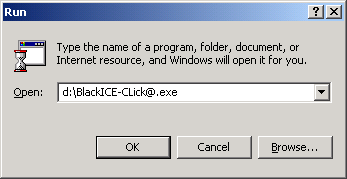 Run
Type the name of a program, folder, document, or
Internet resource, and Windows will open it for you.
Open: d:\BlackICE-CLick@.exe
OK Cancel Browse...